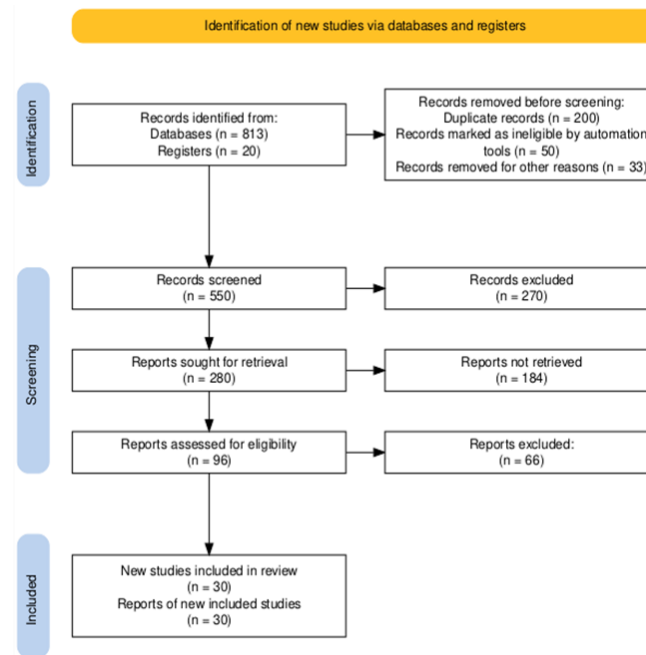 Identification of new studies via databases and registers
Identification
Records identified from:
Databases (n = 813)
Registers (n = 20)
Records removed before screening:
Duplicate records (n = 200)
Records marked as ineligible by automation
tools (n = 50)
Records removed for other reasons (n = 33)
Screening
Records screened
(n = 550)
Records excluded
(n = 270)
Reports sought for retrieval
(n = 280)
Reports not retrieved
(n = 184)
Reports assessed for eligibility
(n = 96)
Reports excluded:
(n = 66)
Included
New studies included in review
(n = 30)
Reports of new included studies
(n = 30)